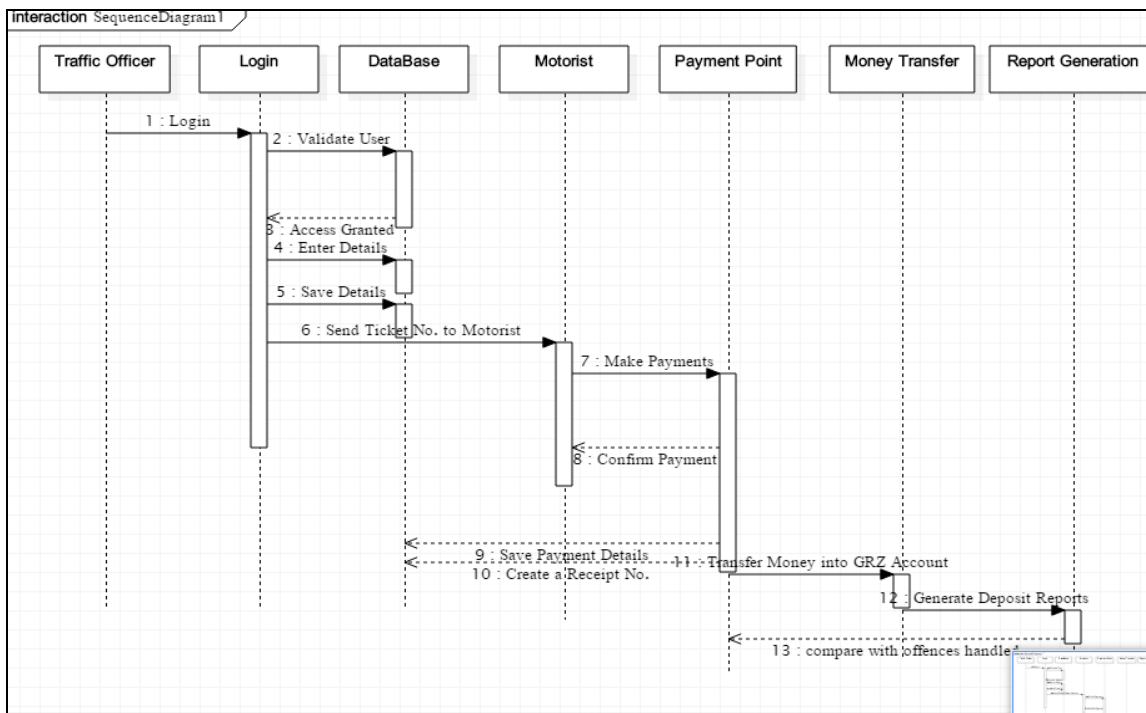 interaction SequenceDiagram1
Traffic Officer
Login
DataBase
Motorist
Payment Point
Money Transfer
Report Generation
1 : Login
2 : Validate User
3 : Access Granted
4 : Enter Details
5 : Save Details
6 : Send Ticket No. to Motorist
7 : Make Payments
8 : Confirm Payment
9 : Save Payment Details
10 : Create a Receipt No.
11 : Transfer Money into GRZ Account
12 : Generate Deposit Reports
13 : compare with offences handled